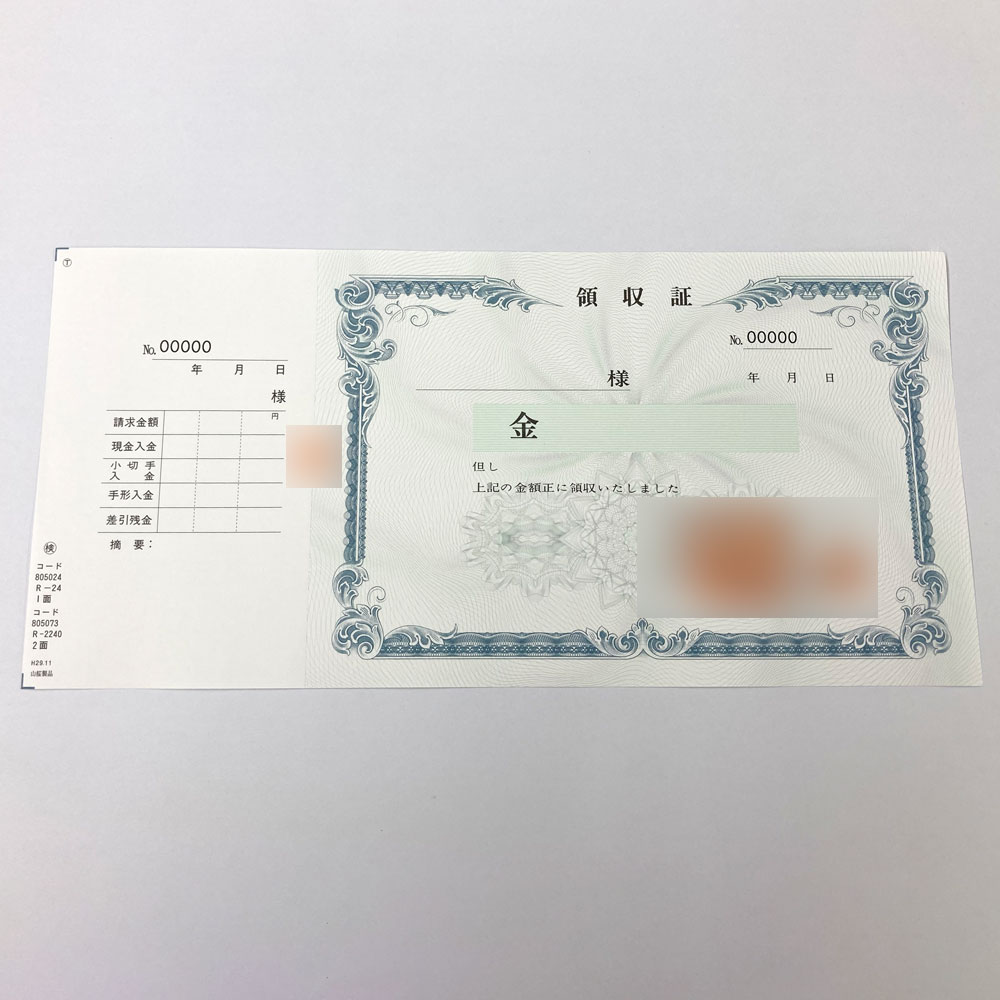 Ⓣ
No. 00000
年 月 日
様
円
請求金額
現金入金
小切手
入金
手形入金
差引残金
摘要：
㊬
コード
805024
R-24
1面
コード
805073
R-2240
2面
H29.11
山桜製品
領収証
No. 00000
様 年 月 日
金
但し
上記の金額正に領収いたしました